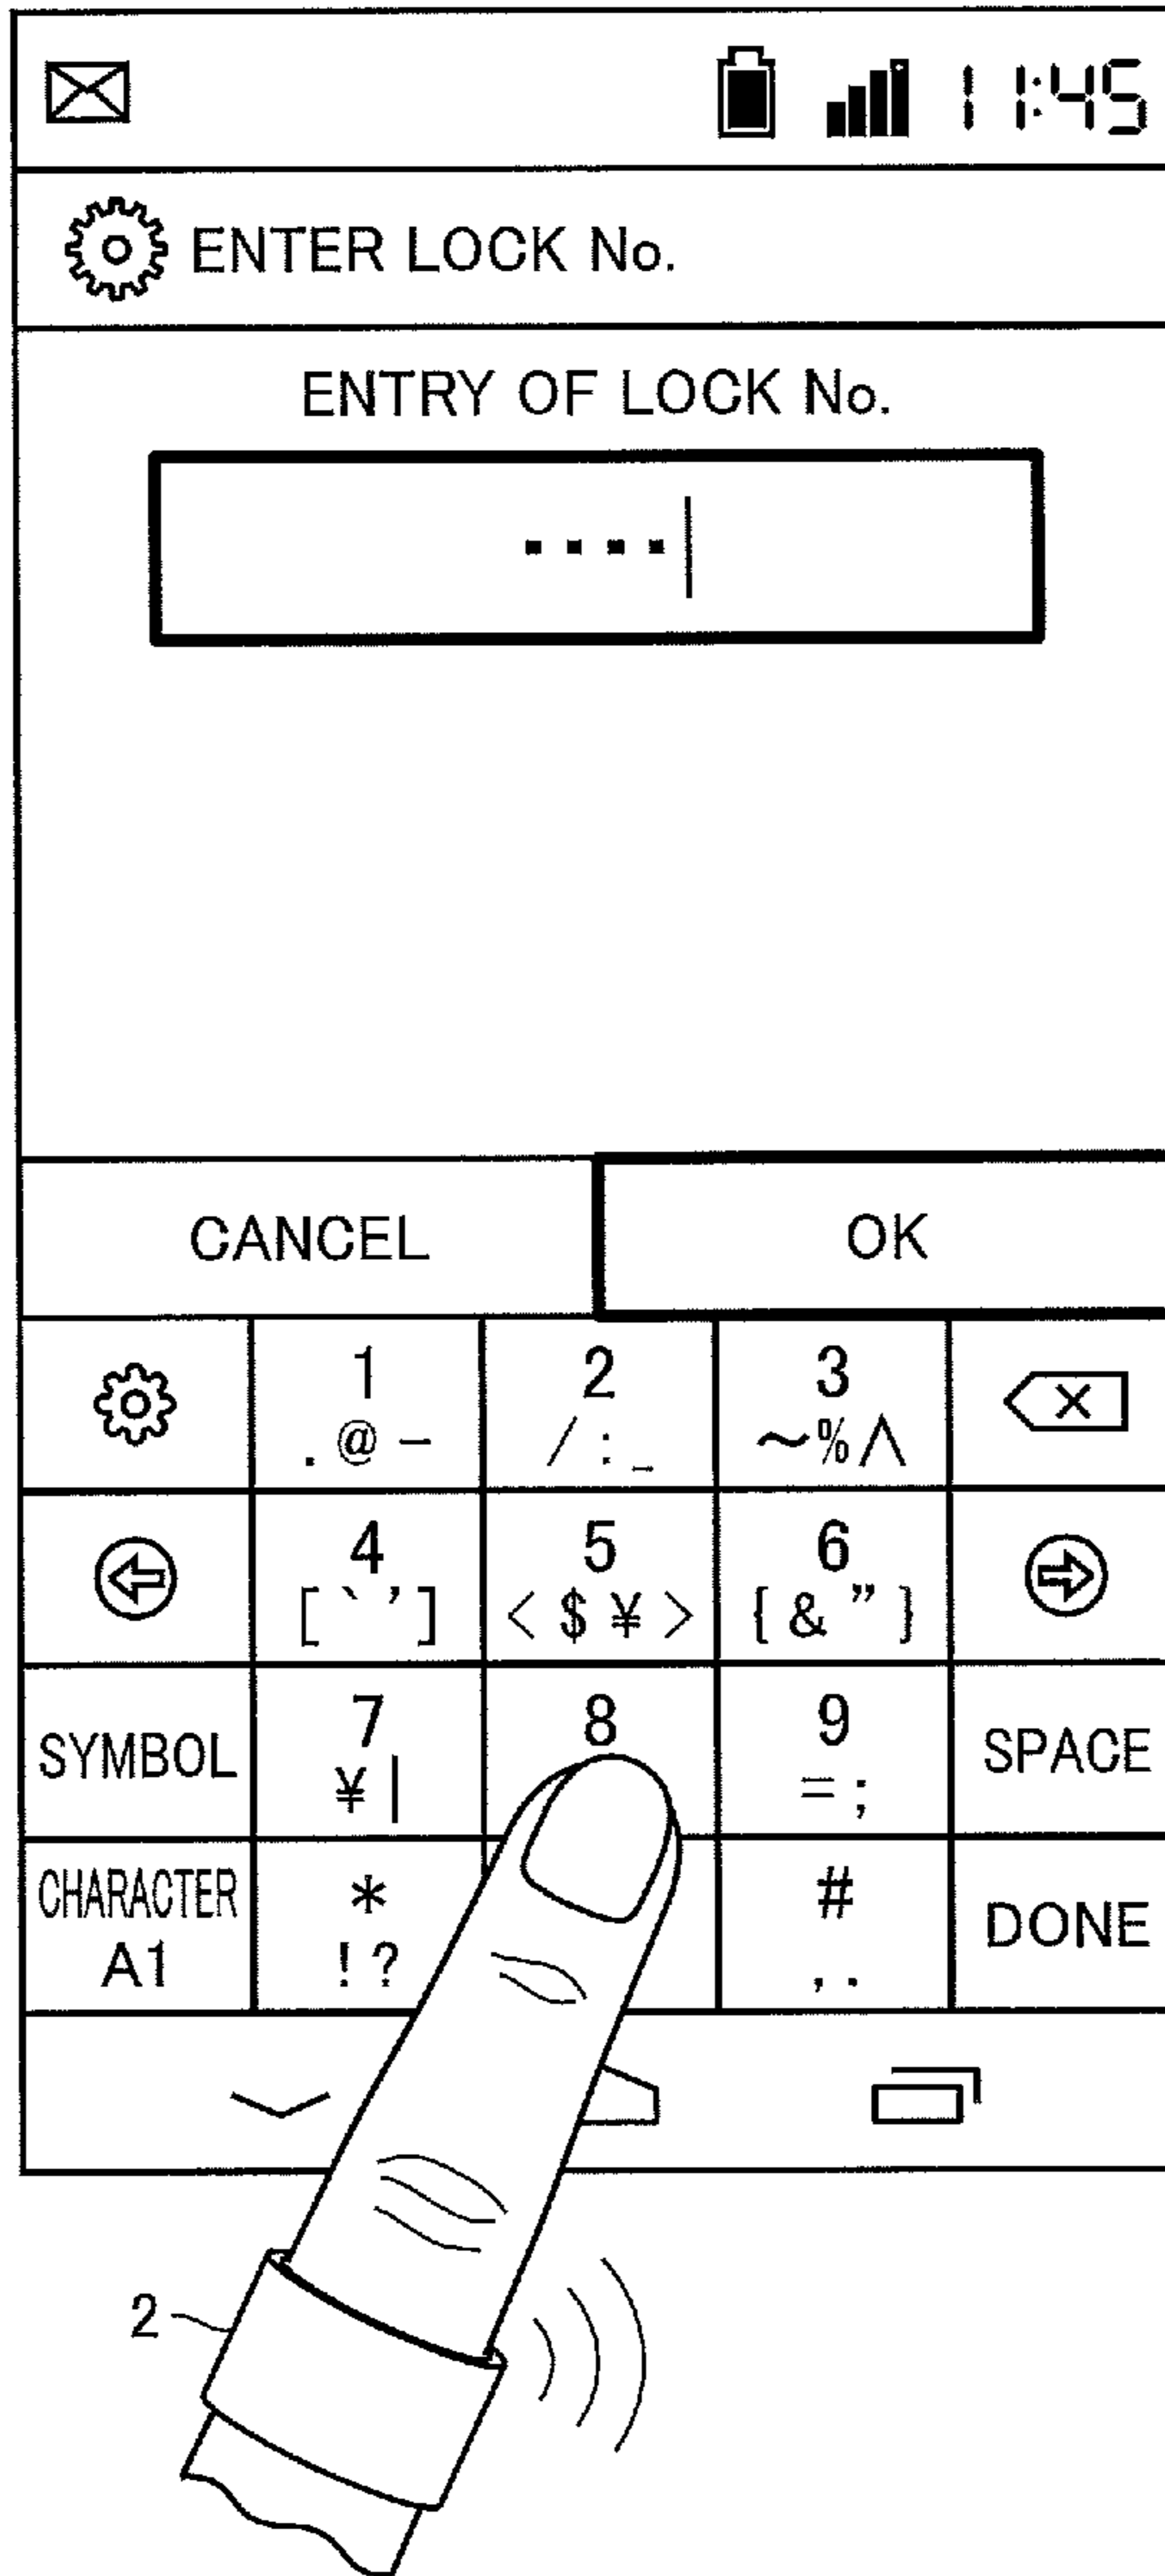 11:45
ENTER LOCK No.
ENTRY OF LOCK No.
····
CANCEL OK
1 2 3
.@- /:_ ~%∧
4 5 6
[`'] <$¥> {&"}
SYMBOL 7 8 9 SPACE
¥| =;
CHARACTER * # DONE
A1 !? ,.
2